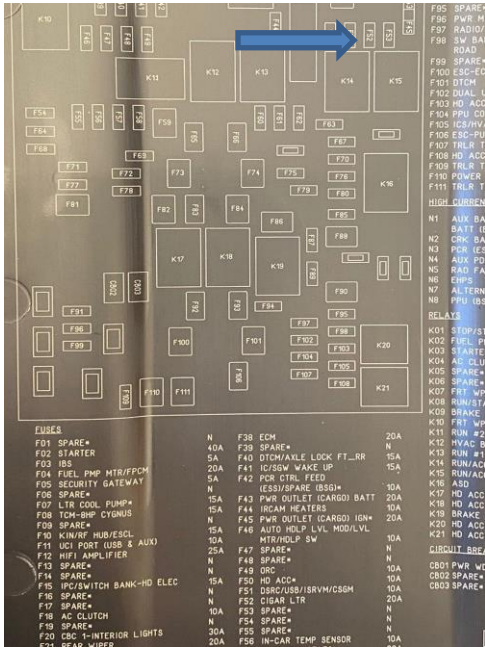 K10
F46
F47
F48
F49
F52
F53
F45
K11
K12
K13
K14
K15
F54
F64
F68
F55
F56
F57
F58
F59
F65
F66
F60
F61
F62
F63
F67
F69
F70
F71
F72
F73
F74
F75
F76
F77
F78
F79
F80
K16
F81
F82
F83
F84
F85
F86
F87
F88
F89
K17
K18
K19
CB02
CB03
F90
F91
F92
F93
F94
F95
F96
F97
F98
F99
F100
F101
F102
F103
F104
F105
F106
F107
F108
F109
F110
F111
K20
K21
F95 SPARE*
F96 PWR M
F97 RADIO/
F98 SW BA
ROAD
F99 SPARE*
F100 ESC-EC
F101 DTCM
F102 DUAL U
F103 HD ACC
F104 PPU CO
F105 ICS/HV
F106 ESC-PU
F107 TRLR T
F108 HD ACC
F109 TRLR T
F110 POWER
F111 TRLR T
HIGH CURREN
N1 AUX BA
BATT (E
N2 CRK BA
N3 PCR (ES
N4 AUX PD
N5 RAD FA
N6 EHPS
N7 ALTERN
N8 PPU (BS
RELAYS
K01 STOP/ST
K02 FUEL P
K03 STARTE
K04 AC CLU
K05 SPARE*
K06 SPARE*
K07 FRT WP
K08 RUN/STA
K09 BRAKE
K10 FRT WP
K11 RUN #2
K12 HVAC B
K13 RUN #1
K14 RUN/ACC
K15 RUN/ACC
K16 ASD
K17 HD ACC
K18 HD ACC
K19 BRAKE
K20 HD ACC
K21 HD ACC
CIRCUIT BREA
CB01 PWR WD
CB02 SPARE*
CB03 SPARE*
FUSES
F01 SPARE* N
F02 STARTER 40A
F03 IBS 5A
F04 FUEL PMP MTR/FPCM 15A
F05 SECURITY GATEWAY 5A
F06 SPARE* N
F07 LTR COOL PUMP* 15A
F08 TCM-8HP CYGNUS 15A
F09 SPARE* N
F10 KIN/RF HUB/ESCL 10A
F11 UCI PORT (USB & AUX)
F12 HIFI AMPLIFIER 25A
F13 SPARE* N
F14 SPARE* N
F15 IPC/SWITCH BANK-HD ELEC 15A
F16 SPARE* N
F17 SPARE* N
F18 AC CLUTCH 10A
F19 SPARE* N
F20 CBC 1-INTERIOR LIGHTS 30A
F21 REAR WIPER 20A
F38 ECM 20A
F39 SPARE* N
F40 DTCM/AXLE LOCK FT_RR 15A
F41 IC/SGW WAKE UP 15A
F42 PCR CTRL FEED
(ESS)/SPARE (BSG)* 10A
F43 PWR OUTLET (CARGO) BATT 20A
F44 IRCAM HEATERS 10A
F45 PWR OUTLET (CARGO) IGN* 20A
F46 AUTO HDLP LVL MOD/LVL
MTR/HDLP SW 10A
F47 SPARE* N
F48 SPARE* N
F49 ORC 10A
F50 HD ACC* 10A
F51 DSRC/USB/ISRVM/CSGM 10A
F52 CIGAR LTR 20A
F53 SPARE* N
F54 SPARE* N
F55 SPARE* N
F56 IN-CAR TEMP SENSOR 10A